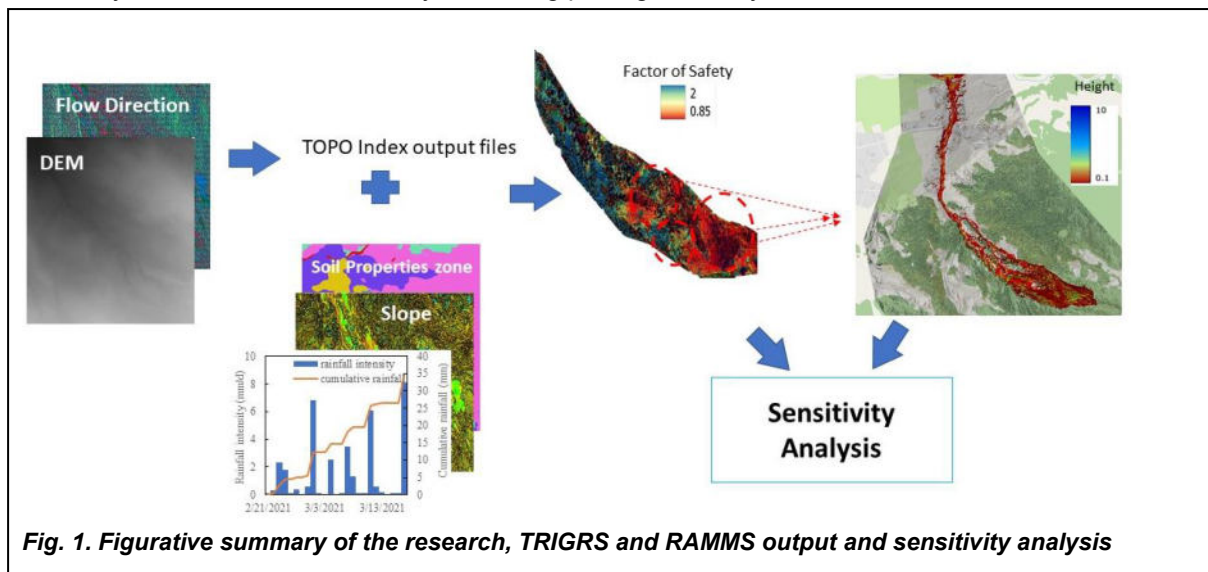 Flow Direction
DEM
TOPO Index output files
Soil Properties zone
Slope
rainfall intensity
cumulative rainfall
Rainfall intensity (mm/d)
10
8
6
4
2
0
Cumulative rainfall (mm)
40
35
30
25
20
15
10
5
0
2/21/2021 3/3/2021 3/13/2021
Factor of Safety
2
0.85
Height
10
0.1
Sensitivity
Analysis
Fig. 1. Figurative summary of the research, TRIGRS and RAMMS output and sensitivity analysis